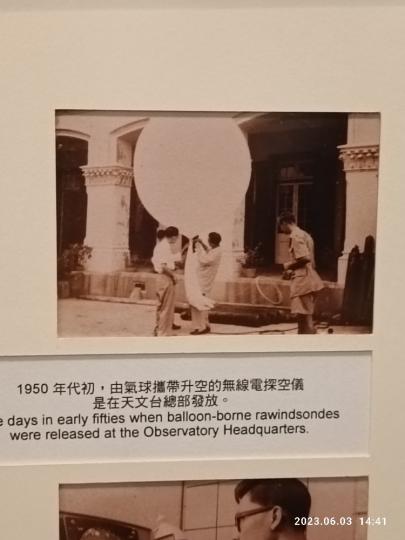 1950 年代初，由氣球攜帶升空的無線電探空儀
是在天文台總部發放。
days in early fifties when balloon-borne rawindsondes
were released at the Observatory Headquarters.
2023.06.03 14:41